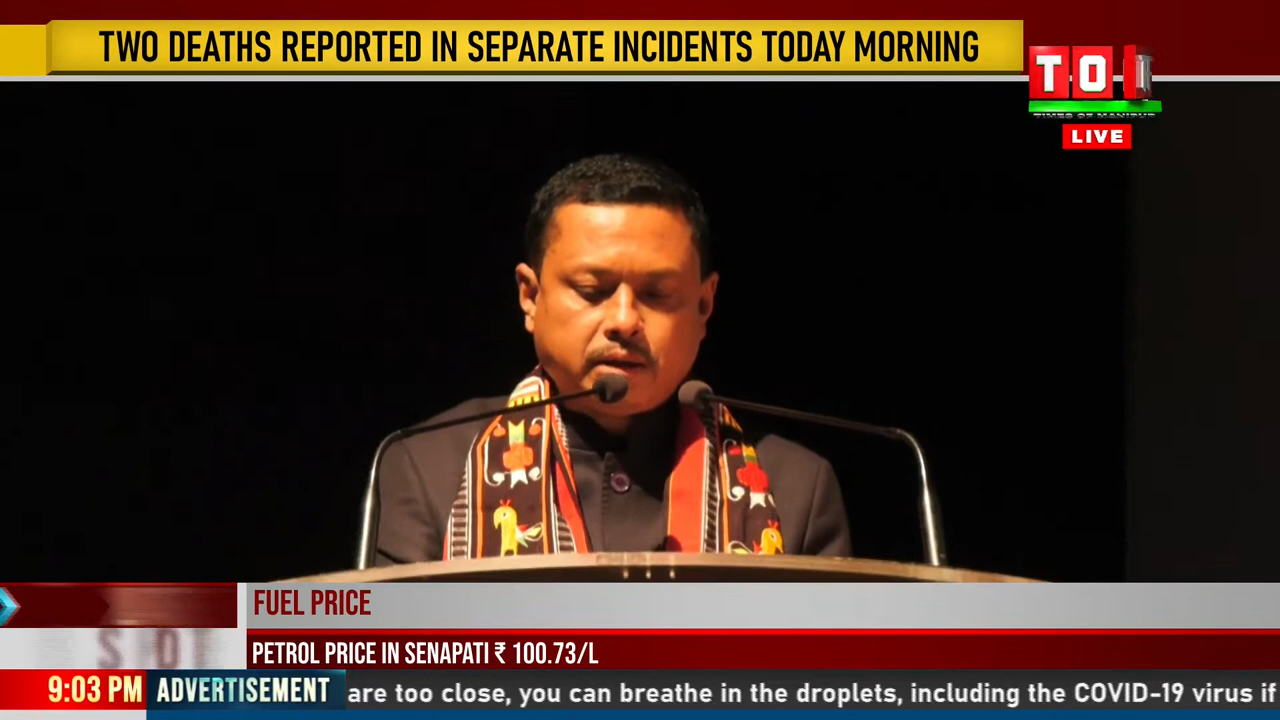 TWO DEATHS REPORTED IN SEPARATE INCIDENTS TODAY MORNING
TO
LIVE
FUEL PRICE
PETROL PRICE IN SENAPATI ₹ 100.73/L
9:03 PM ADVERTISEMENT are too close, you can breathe in the droplets, including the COVID-19 virus if